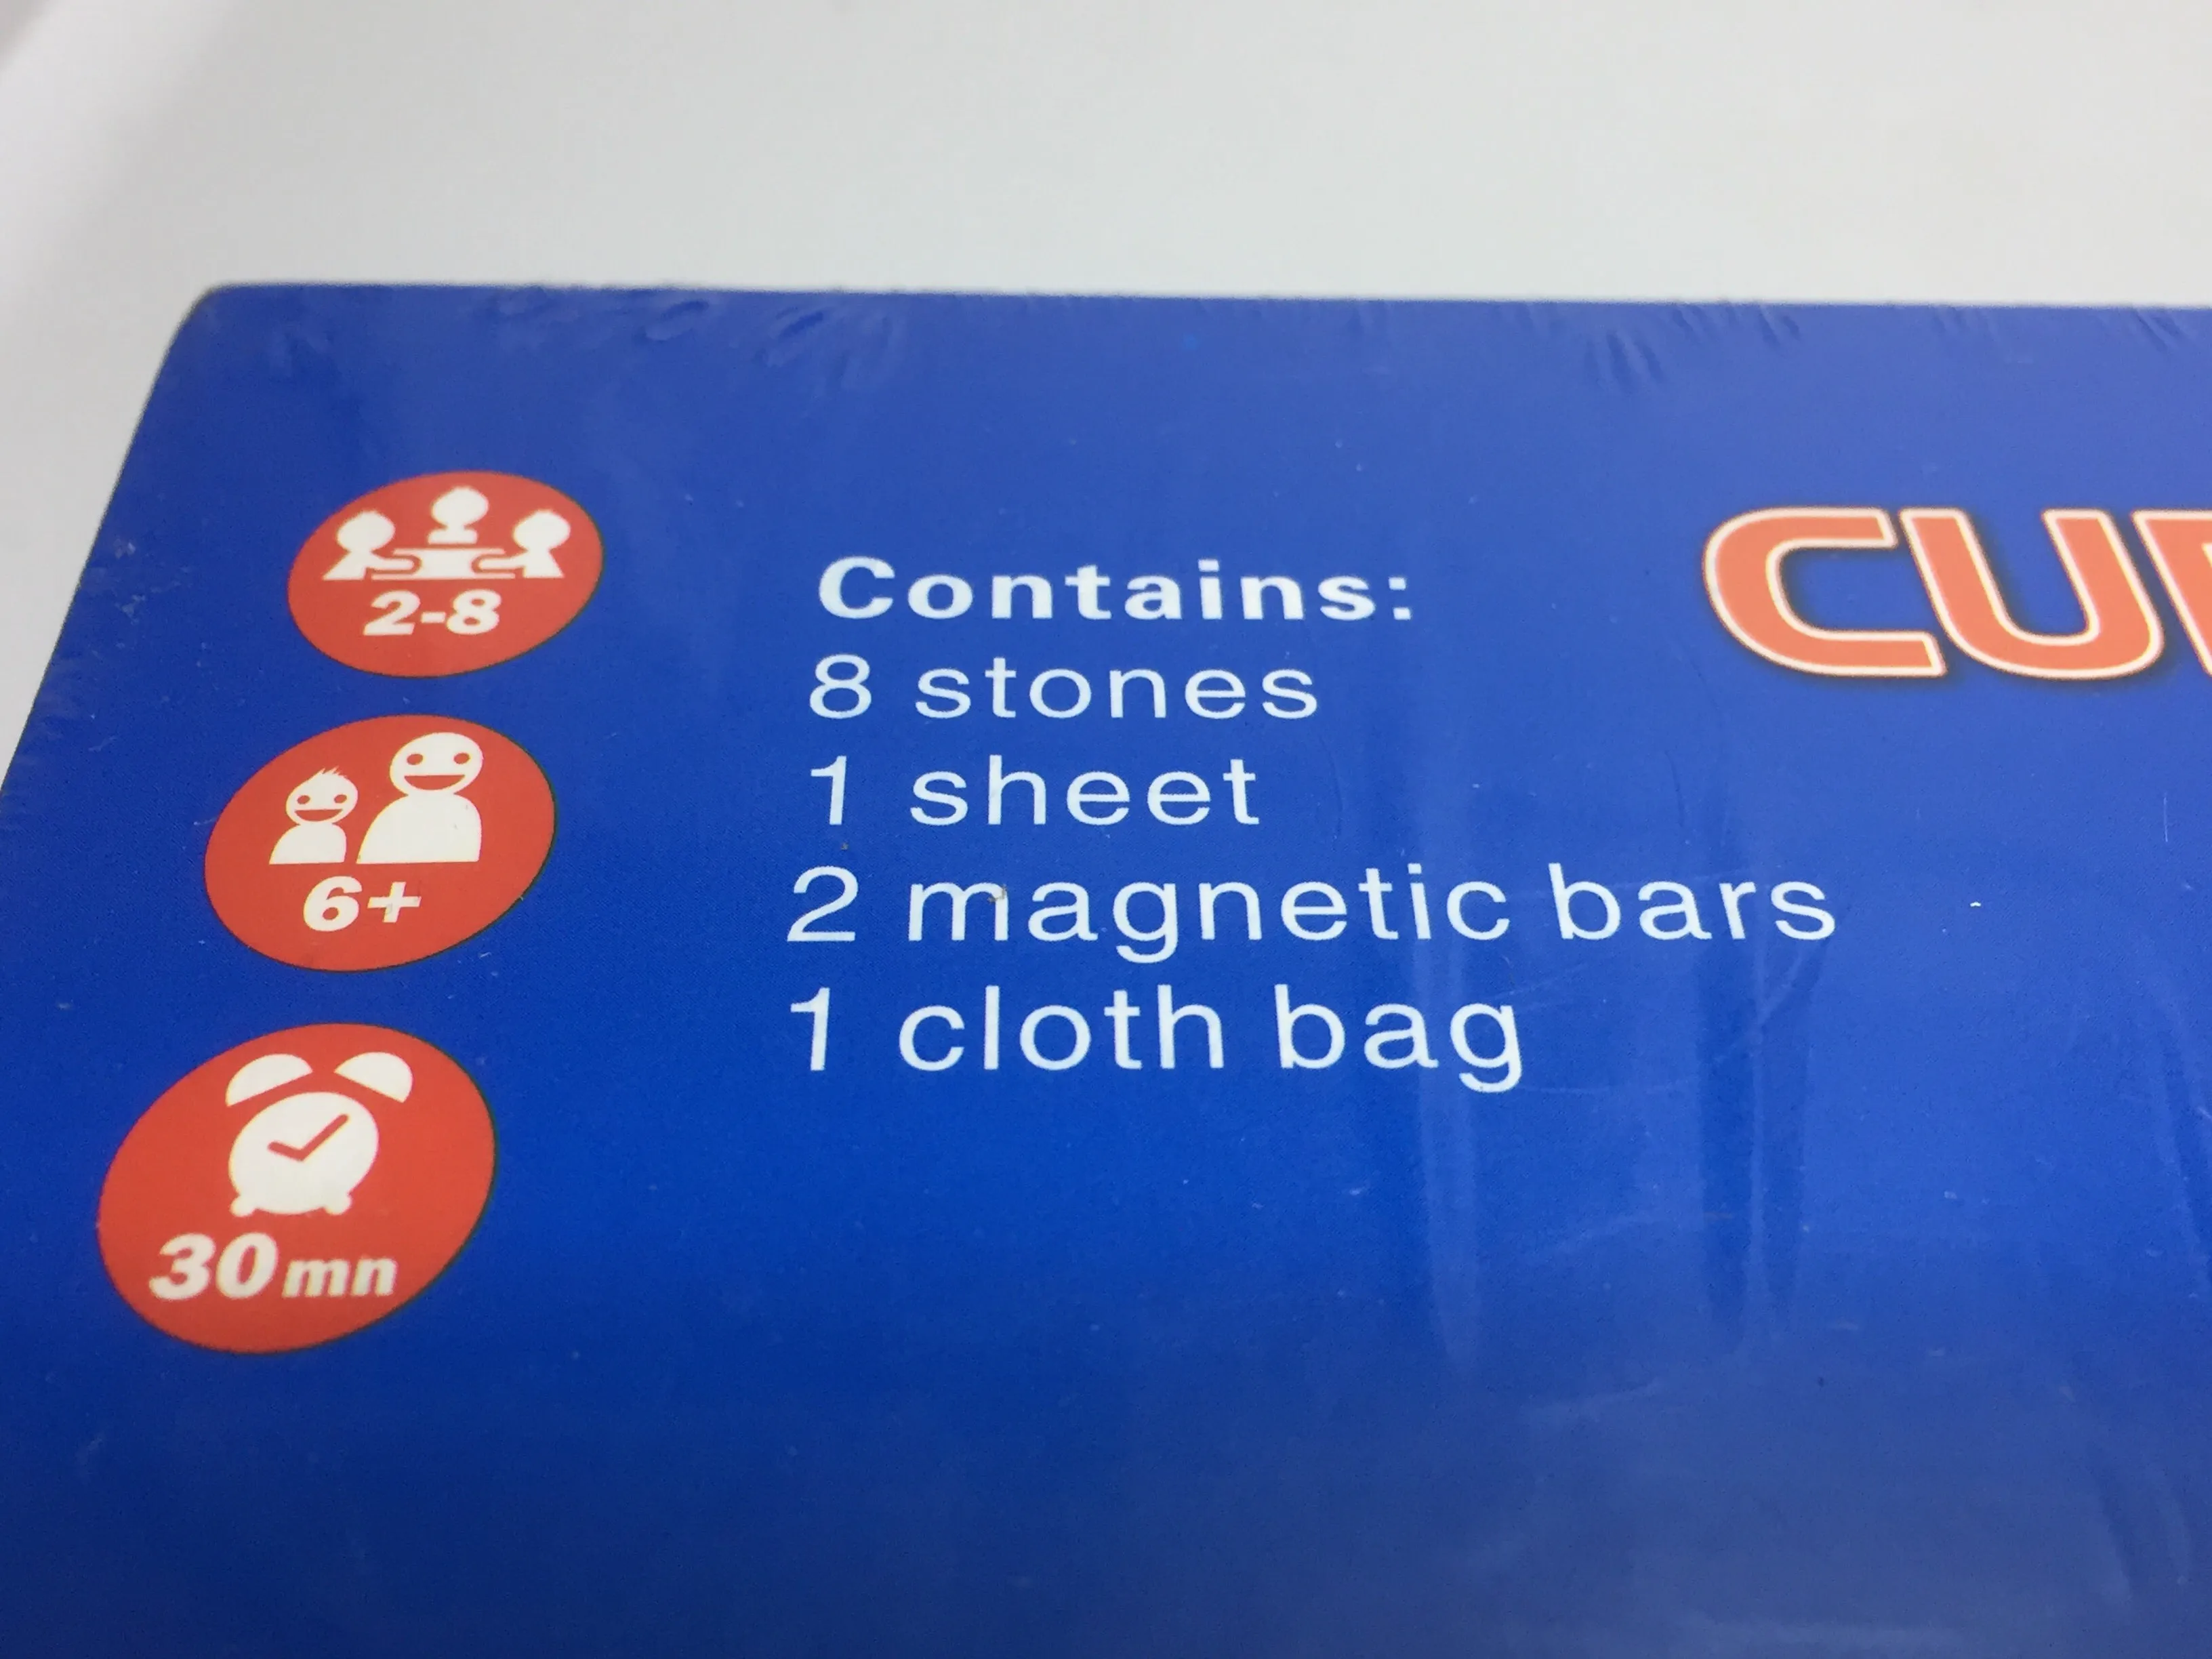 2-8
6+
30mn
Contains:
8 stones
1 sheet
2 magnetic bars
1 cloth bag